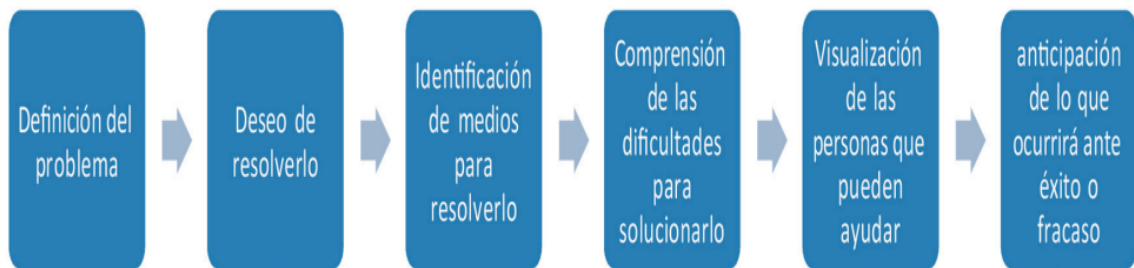 Definición del
problema
Deseo de
resolverlo
Identificación
de medios
para
resolverlo
Comprensión
de las
dificultades
para
solucionarlo
Visualización
de las
personas que
pueden
ayudar
anticipación
de lo que
ocurrirá ante
éxito o
fracaso